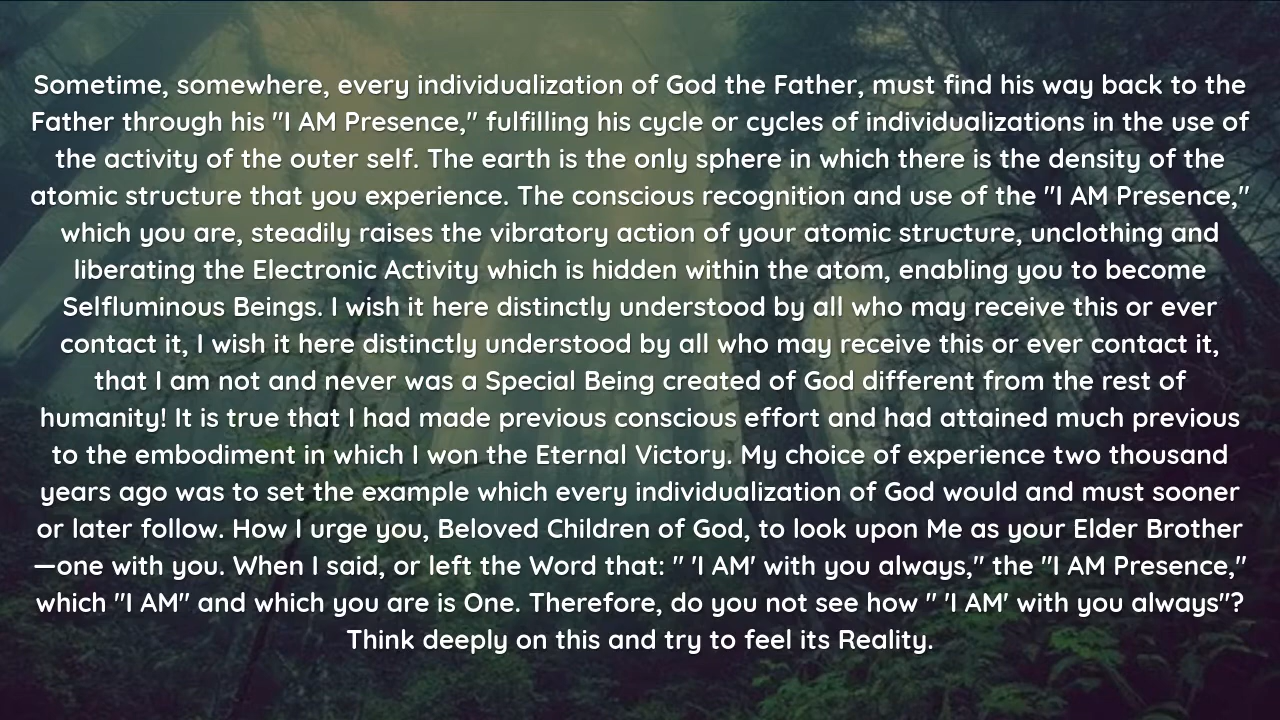 Sometime, somewhere, every individualization of God the Father, must find his way back to the
Father through his "I AM Presence," fulfilling his cycle or cycles of individualizations in the use of
the activity of the outer self. The earth is the only sphere in which there is the density of the
atomic structure that you experience. The conscious recognition and use of the "I AM Presence,"
which you are, steadily raises the vibratory action of your atomic structure, unclothing and
liberating the Electronic Activity which is hidden within the atom, enabling you to become
Selfluminous Beings. I wish it here distinctly understood by all who may receive this or ever
contact it, I wish it here distinctly understood by all who may receive this or ever contact it,
that I am not and never was a Special Being created of God different from the rest of
humanity! It is true that I had made previous conscious effort and had attained much previous
to the embodiment in which I won the Eternal Victory. My choice of experience two thousand
years ago was to set the example which every individualization of God would and must sooner
or later follow. How I urge you, Beloved Children of God, to look upon Me as your Elder Brother
—one with you. When I said, or left the Word that: " 'I AM' with you always," the "I AM Presence,"
which "I AM" and which you are is One. Therefore, do you not see how " 'I AM' with you always"?
Think deeply on this and try to feel its Reality.